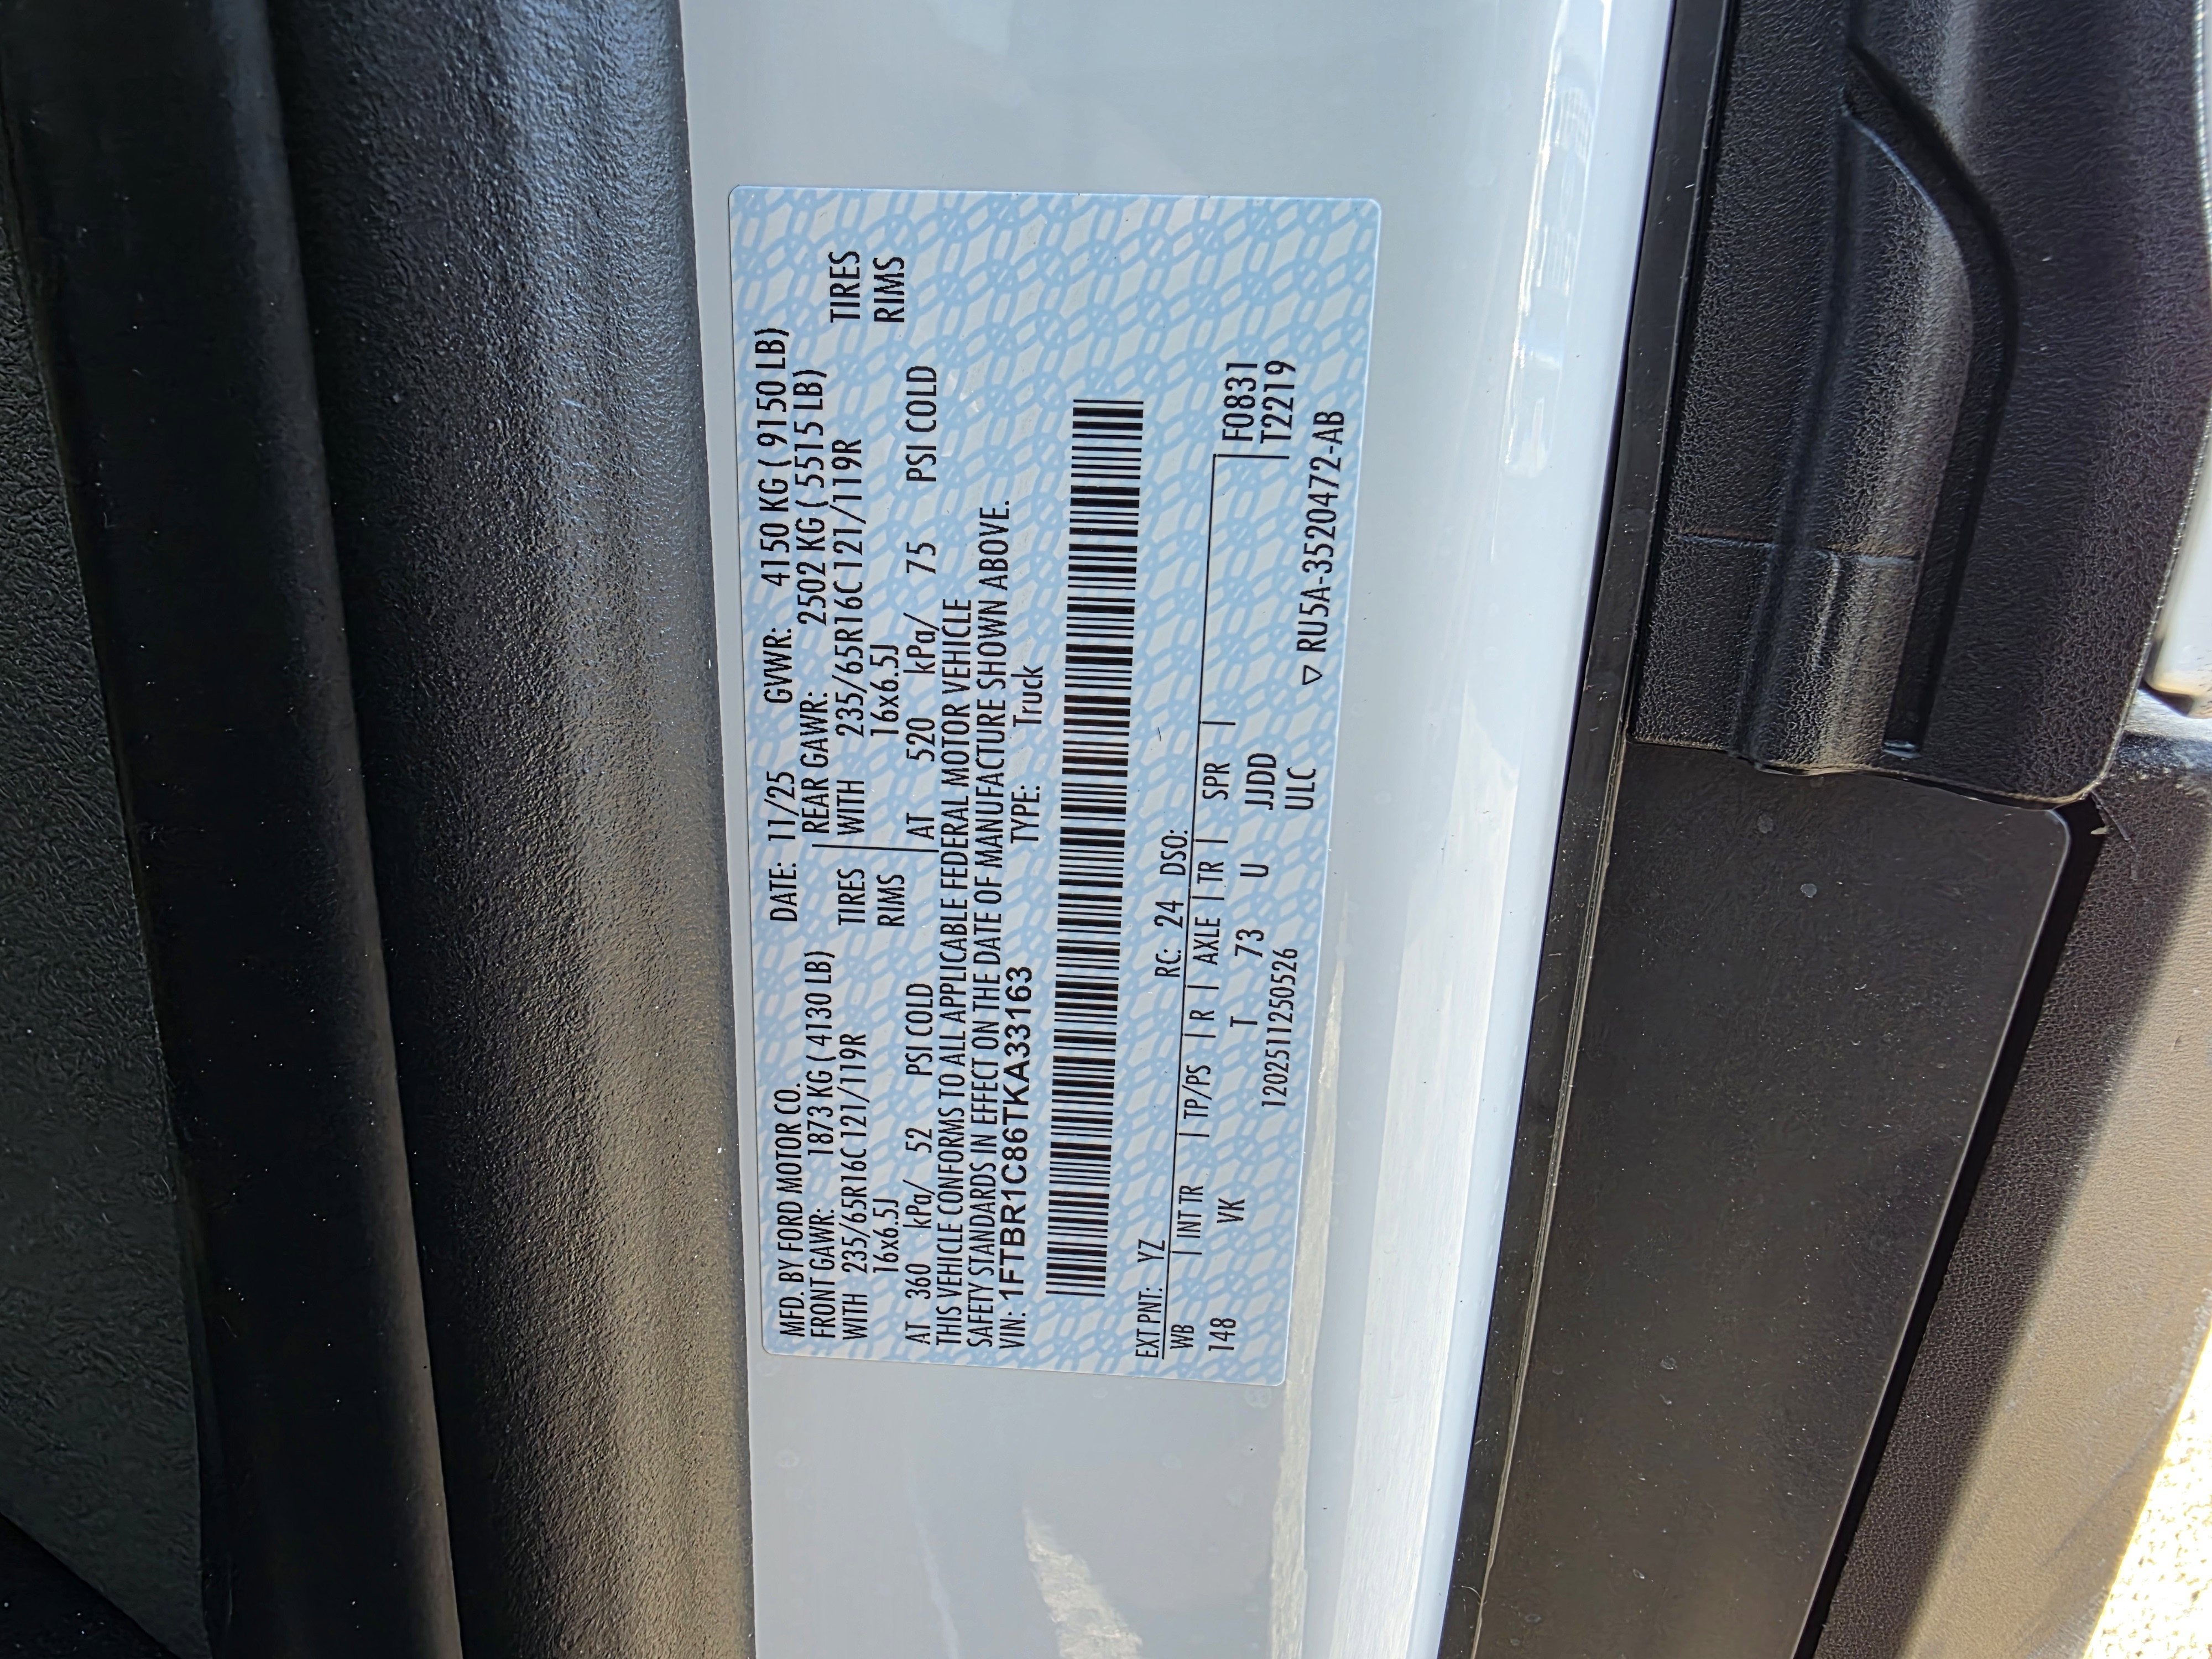 MFD. BY FORD MOTOR CO. DATE: 11/25 GVWR: 4150 KG ( 9150 LB)
FRONT GAWR: 1873 KG ( 4130 LB) REAR GAWR: 2502 KG ( 5515 LB)
WITH 235/65R16C 121/119R TIRES WITH 235/65R16C 121/119R TIRES
16x6.5J RIMS 16x6.5J RIMS
AT 360 kPa/ 52 PSI COLD AT 520 kPa/ 75 PSI COLD
THIS VEHICLE CONFORMS TO ALL APPLICABLE FEDERAL MOTOR VEHICLE
SAFETY STANDARDS IN EFFECT ON THE DATE OF MANUFACTURE SHOWN ABOVE.
VIN: 1FTBR1C86TKA33163 TYPE: Truck
EXT PNT: YZ RC: 24 DSO:
WB | INT TR | TP/PS | R | AXLE | TR | SPR | F0831
148 VK T 73 U JJDD T2219
1202511250526 ULC ▽ RU5A-3520472-AB